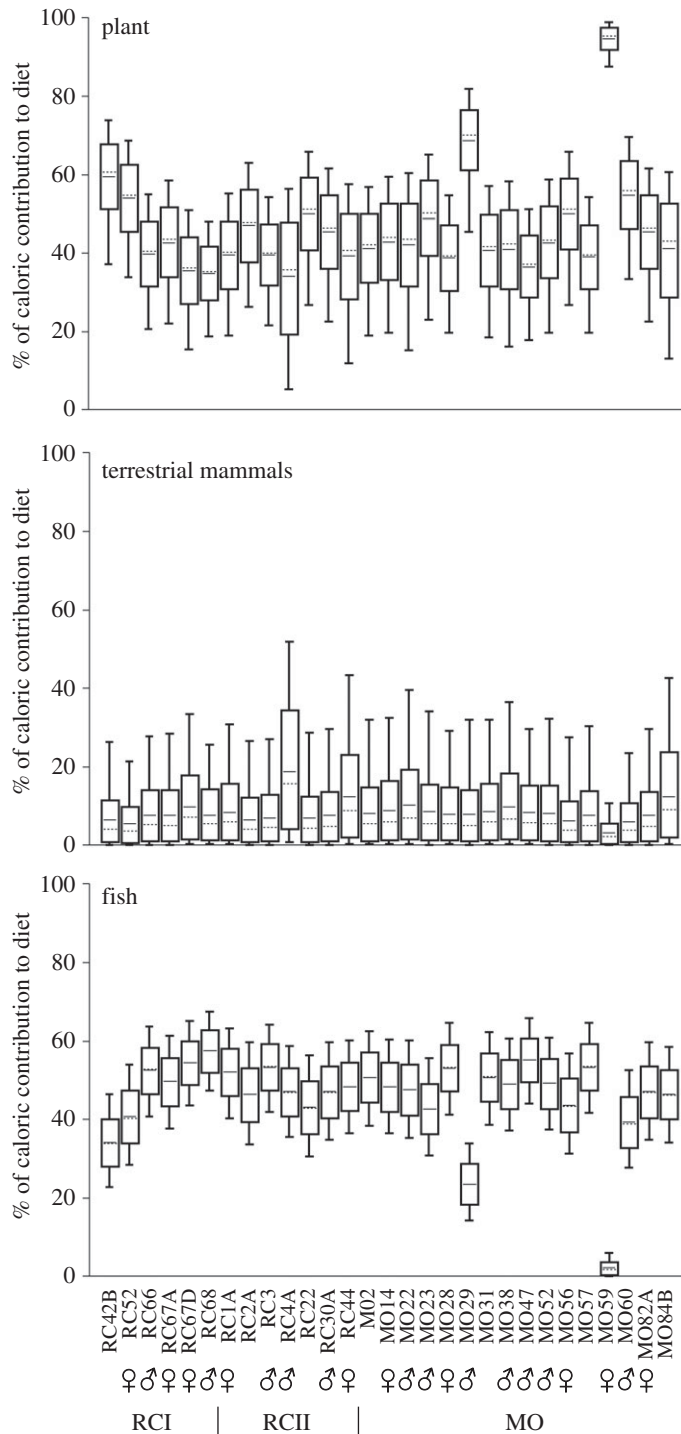 100
plant
80
60
40
20
0
% of caloric contribution to diet
100
terrestrial mammals
80
60
40
20
0
% of caloric contribution to diet
100
fish
80
60
40
20
0
% of caloric contribution to diet
RC42B
RC52
RC66
RC67A
RC67D
RC68
RC1A
RC2A
RC3
RC4A
RC22
RC30A
RC44
M02
MO14
MO22
MO23
MO28
MO29
MO31
MO38
MO47
MO52
MO56
MO57
MO59
MO60
MO82A
MO84B
♀ ♂ ♀ ♀ ♂ ♀ ♂ ♂ ♂ ♀ ♀ ♂ ♂ ♀ ♂ ♂ ♂ ♂ ♀ ♀ ♂ ♀
RCI | RCII | MO